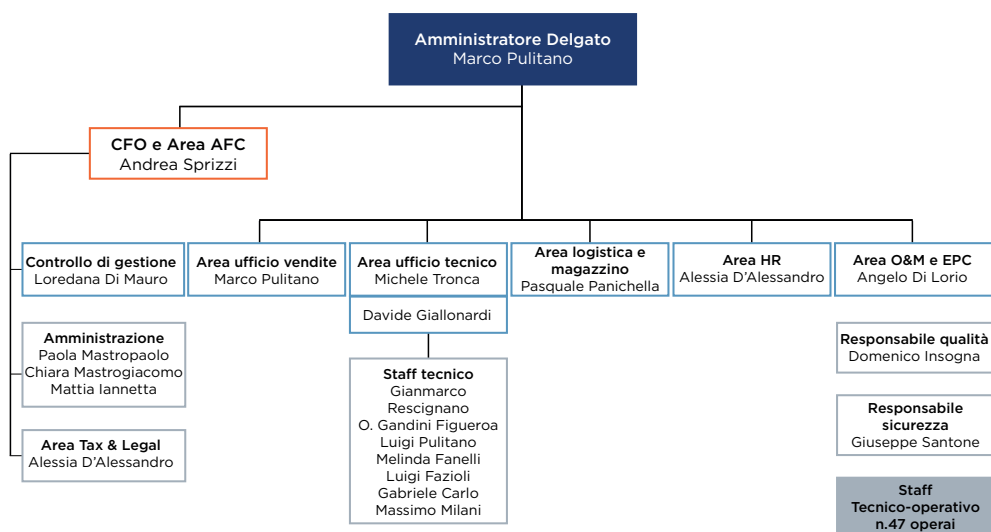 Amministratore Delgato
Marco Pulitano
CFO e Area AFC
Andrea Sprizzi
Controllo di gestione
Loredana Di Mauro
Area ufficio vendite
Marco Pulitano
Area ufficio tecnico
Michele Tronca
Area logistica e
magazzino
Pasquale Panichella
Area HR
Alessia D'Alessandro
Area O&M e EPC
Angelo Di Lorio
Davide Giallonardi
Amministrazione
Paola Mastropaolo
Chiara Mastrogiacomo
Mattia Iannetta
Staff tecnico
Gianmarco
Rescignano
O. Gandini Figueroa
Luigi Pulitano
Melinda Fanelli
Luigi Fazioli
Gabriele Carlo
Massimo Milani
Responsabile qualità
Domenico Insogna
Area Tax & Legal
Alessia D'Alessandro
Responsabile
sicurezza
Giuseppe Santone
Staff
Tecnico-operativo
n.47 operai